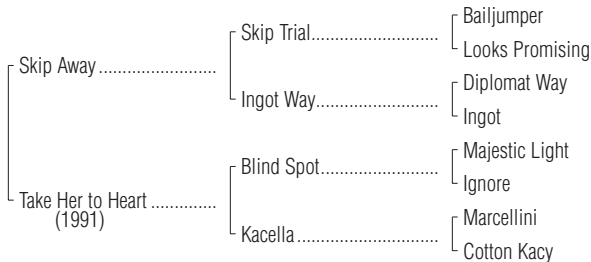 Bailjumper
Skip Trial...........................
Looks Promising
Skip Away.........................
Diplomat Way
Ingot Way..........................
Ingot
Majestic Light
Blind Spot.........................
Ignore
Take Her to Heart..............
(1991)
Marcellini
Kacella..............................
Cotton Kacy